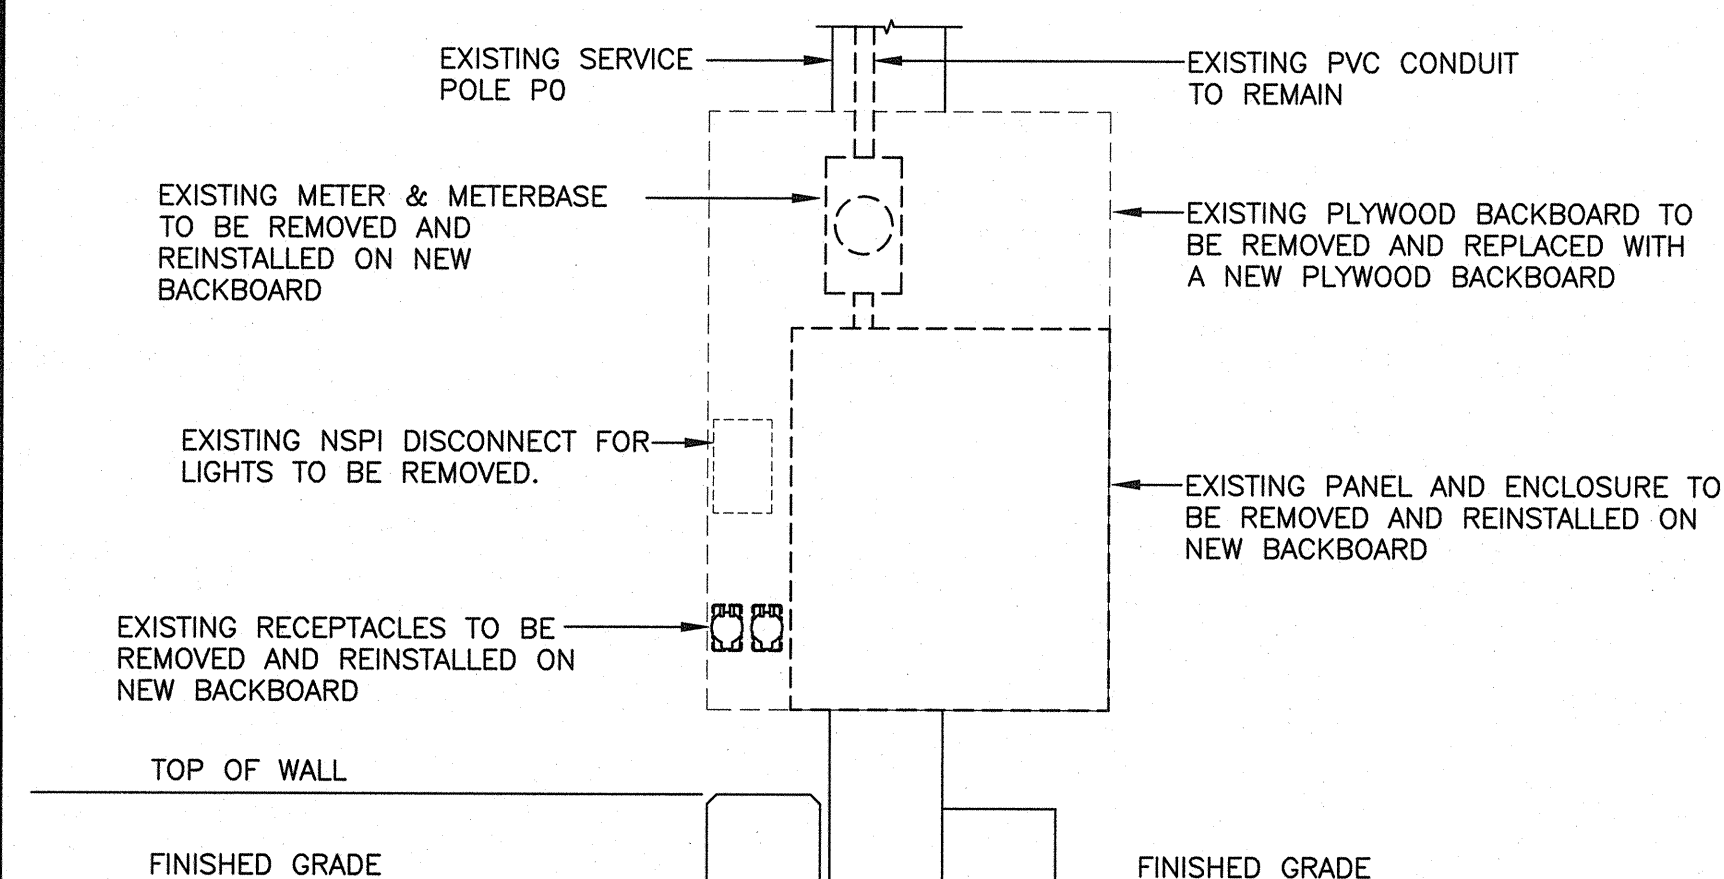 EXISTING SERVICE
POLE P0
EXISTING PVC CONDUIT
TO REMAIN
EXISTING METER & METERBASE
TO BE REMOVED AND
REINSTALLED ON NEW
BACKBOARD
EXISTING PLYWOOD BACKBOARD TO
BE REMOVED AND REPLACED WITH
A NEW PLYWOOD BACKBOARD
EXISTING NSPI DISCONNECT FOR
LIGHTS TO BE REMOVED.
EXISTING PANEL AND ENCLOSURE TO
BE REMOVED AND REINSTALLED ON
NEW BACKBOARD
EXISTING RECEPTACLES TO BE
REMOVED AND REINSTALLED ON
NEW BACKBOARD
TOP OF WALL
FINISHED GRADE
FINISHED GRADE